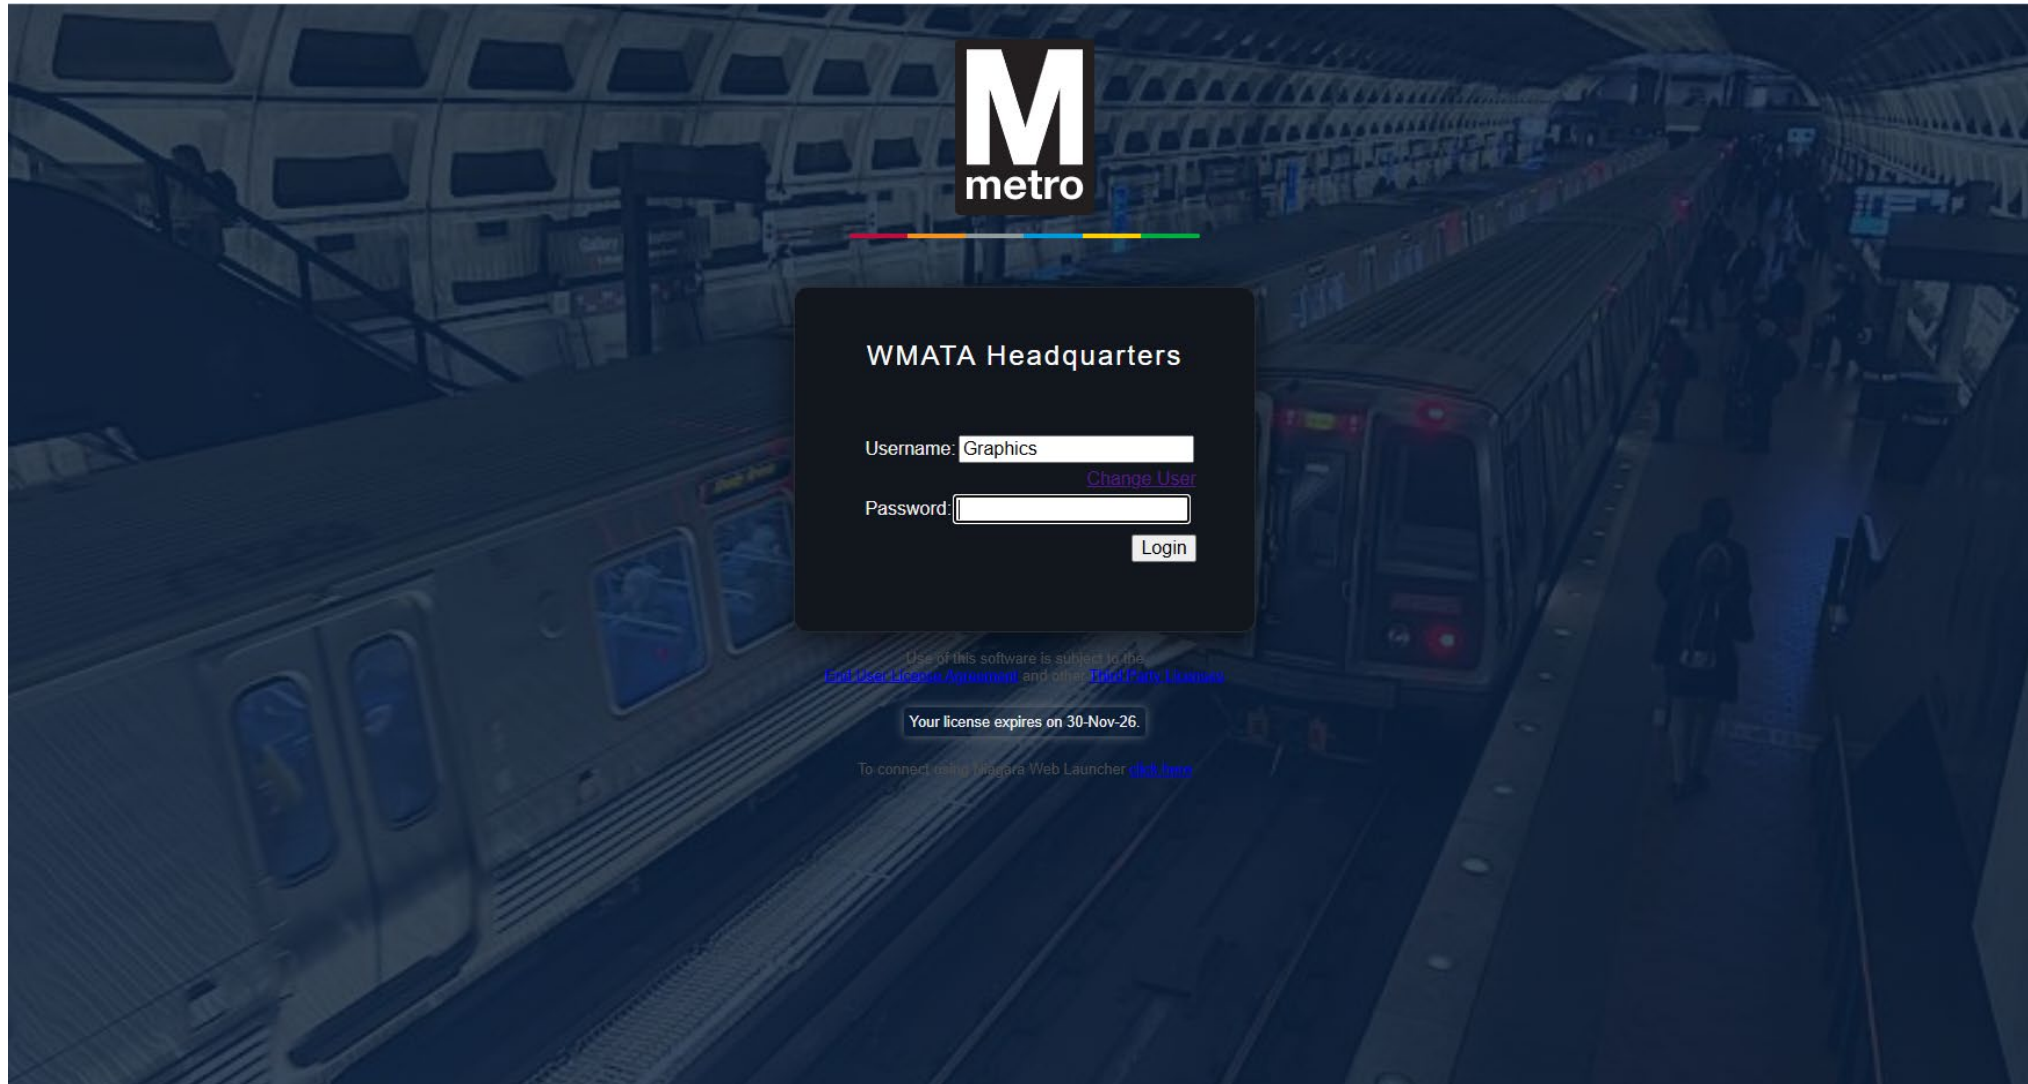 M
metro
WMATA Headquarters
Username: Graphics
Change User
Password:
Login
Use of this software is subject to the
End User License Agreement and other Third Party Licenses
Your license expires on 30-Nov-26.
To connect using Niagara Web Launcher click here